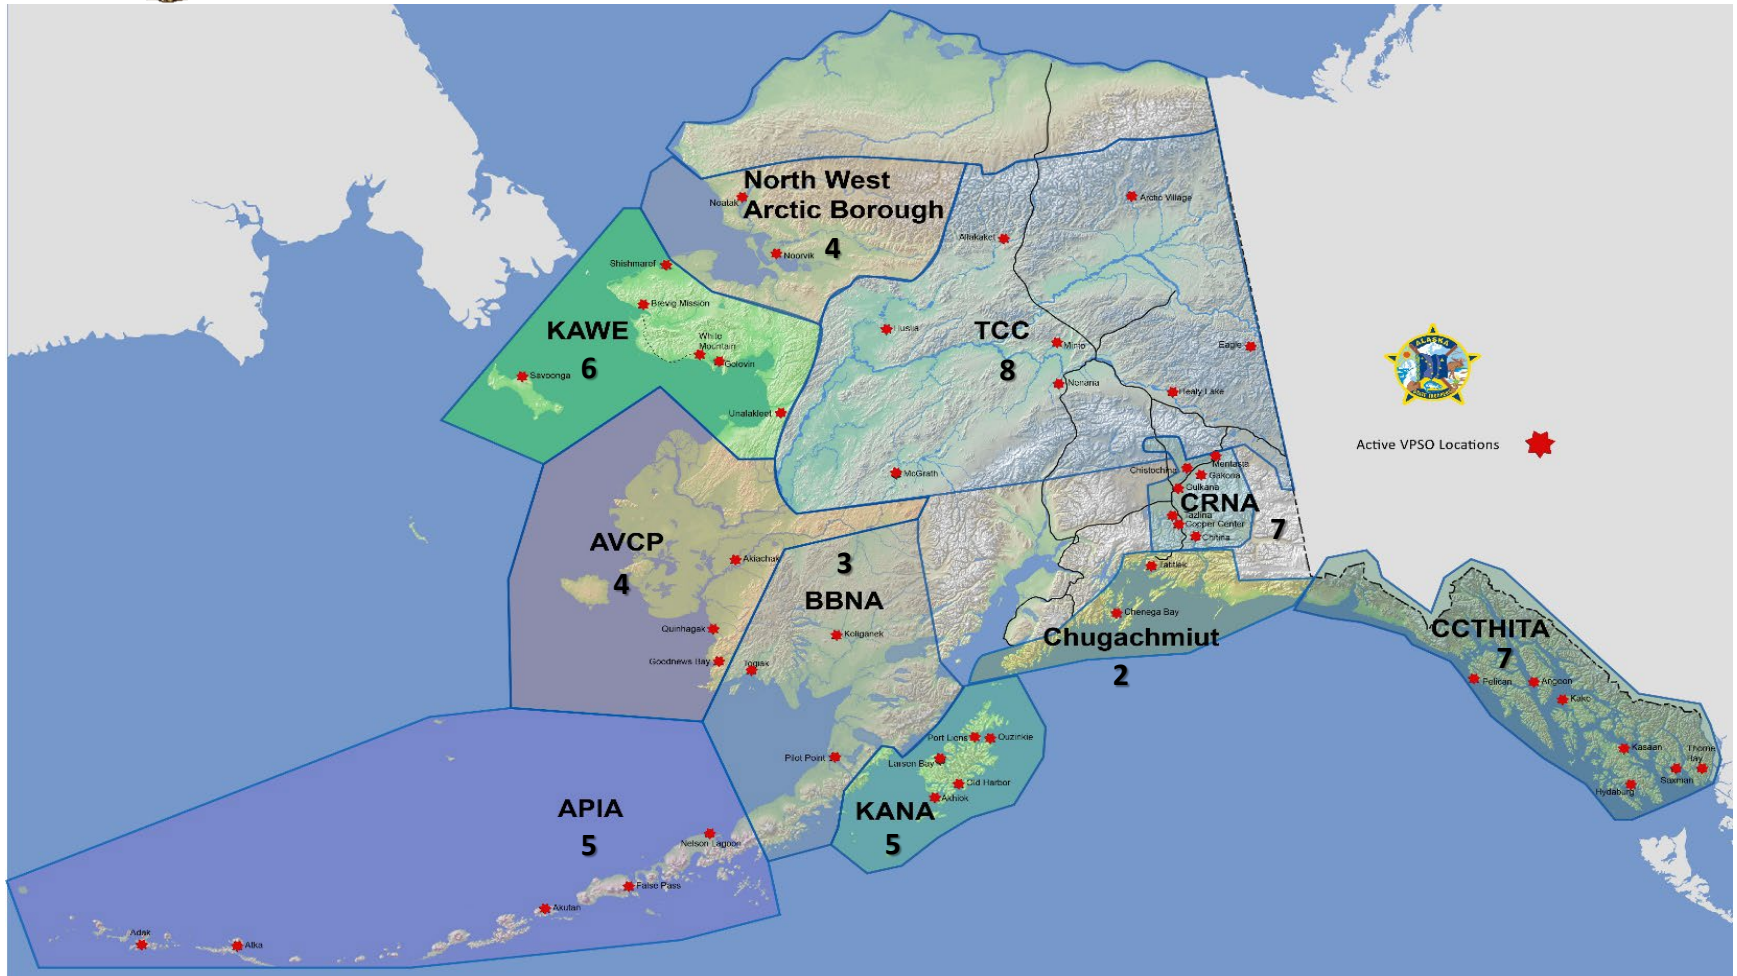 North West
Arctic Borough
4
Noatak
Noorvik
Arctic Village
Allakaket
Shishmaref
Brevig Mission
KAWE
6
White
Mountain
Golovin
Savoonga
Unalakleet
Huslia
TCC
8
Minto
Nenana
Eagle
Healy Lake
McGrath
ALASKA
Active VPSO Locations
Chistochina
Mentasta
Gakona
Gulkana
CRNA
7
Tazlina
Copper Center
Chitina
AVCP
4
Akiachak
Quinhagak
Goodnews Bay
3
BBNA
Koliganek
Togiak
Pilot Point
Tatitlek
Chenega Bay
Chugachmiut
2
CCTHITA
7
Pelican
Angoon
Kake
Kasaan
Thorne
Bay
Saxman
Hydaburg
Port Lions
Ouzinkie
Larsen Bay
Old Harbor
Akhiok
KANA
5
APIA
5
Nelson Lagoon
False Pass
Akutan
Adak
Atka